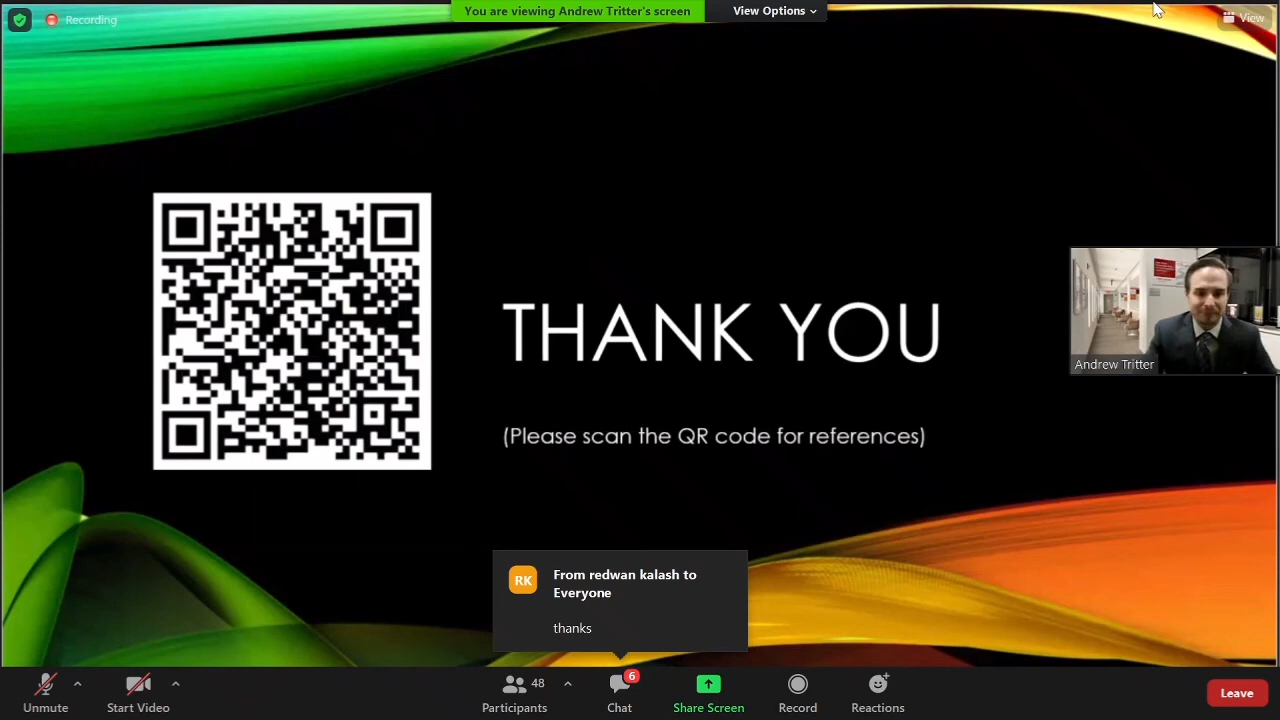 Recording
You are viewing Andrew Tritter's screen
View Options
View
THANK YOU
(Please scan the QR code for references)
Andrew Tritter
RK
From redwan kalash to
Everyone
thanks
Unmute
Start Video
48
Participants
6
Chat
Share Screen
Record
Reactions
Leave